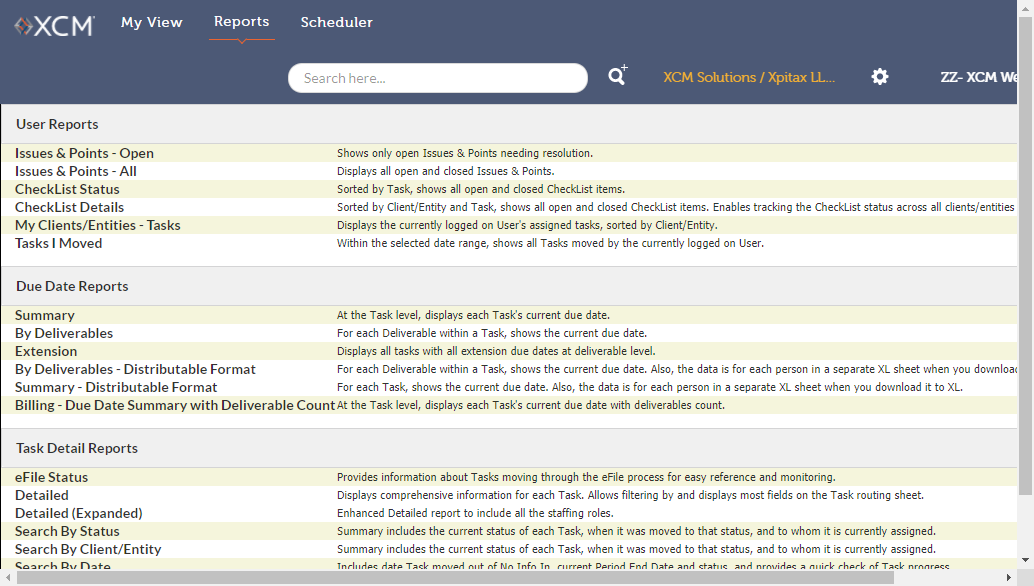 XCM My View Reports Scheduler
Search here... XCM Solutions / Xpitax LL... ZZ- XCM We
User Reports
Issues & Points - Open Shows only open Issues & Points needing resolution.
Issues & Points - All Displays all open and closed Issues & Points.
CheckList Status Sorted by Task, shows all open and closed CheckList items.
CheckList Details Sorted by Client/Entity and Task, shows all open and closed CheckList items. Enables tracking the CheckList status across all clients/entities
My Clients/Entities - Tasks Displays the currently logged on User's assigned tasks, sorted by Client/Entity.
Tasks I Moved Within the selected date range, shows all Tasks moved by the currently logged on User.
Due Date Reports
Summary At the Task level, displays each Task's current due date.
By Deliverables For each Deliverable within a Task, shows the current due date.
Extension Displays all tasks with all extension due dates at deliverable level.
By Deliverables - Distributable Format For each Deliverable within a Task, shows the current due date. Also, the data is for each person in a separate XL sheet when you downloa
Summary - Distributable Format For each Task, shows the current due date. Also, the data is for each person in a separate XL sheet when you download it to XL.
Billing - Due Date Summary with Deliverable Count At the Task level, displays each Task's current due date with deliverables count.
Task Detail Reports
eFile Status Provides information about Tasks moving through the eFile process for easy reference and monitoring.
Detailed Displays comprehensive information for each Task. Allows filtering by and displays most fields on the Task routing sheet.
Detailed (Expanded) Enhanced Detailed report to include all the staffing roles.
Search By Status Summary includes the current status of each Task, when it was moved to that status, and to whom it is currently assigned.
Search By Client/Entity Summary includes the current status of each Task, when it was moved to that status, and to whom it is currently assigned.
Search By Date Includes date Task moved out of No Info In, current Period End Date and status, and provides a quick check of Task progress